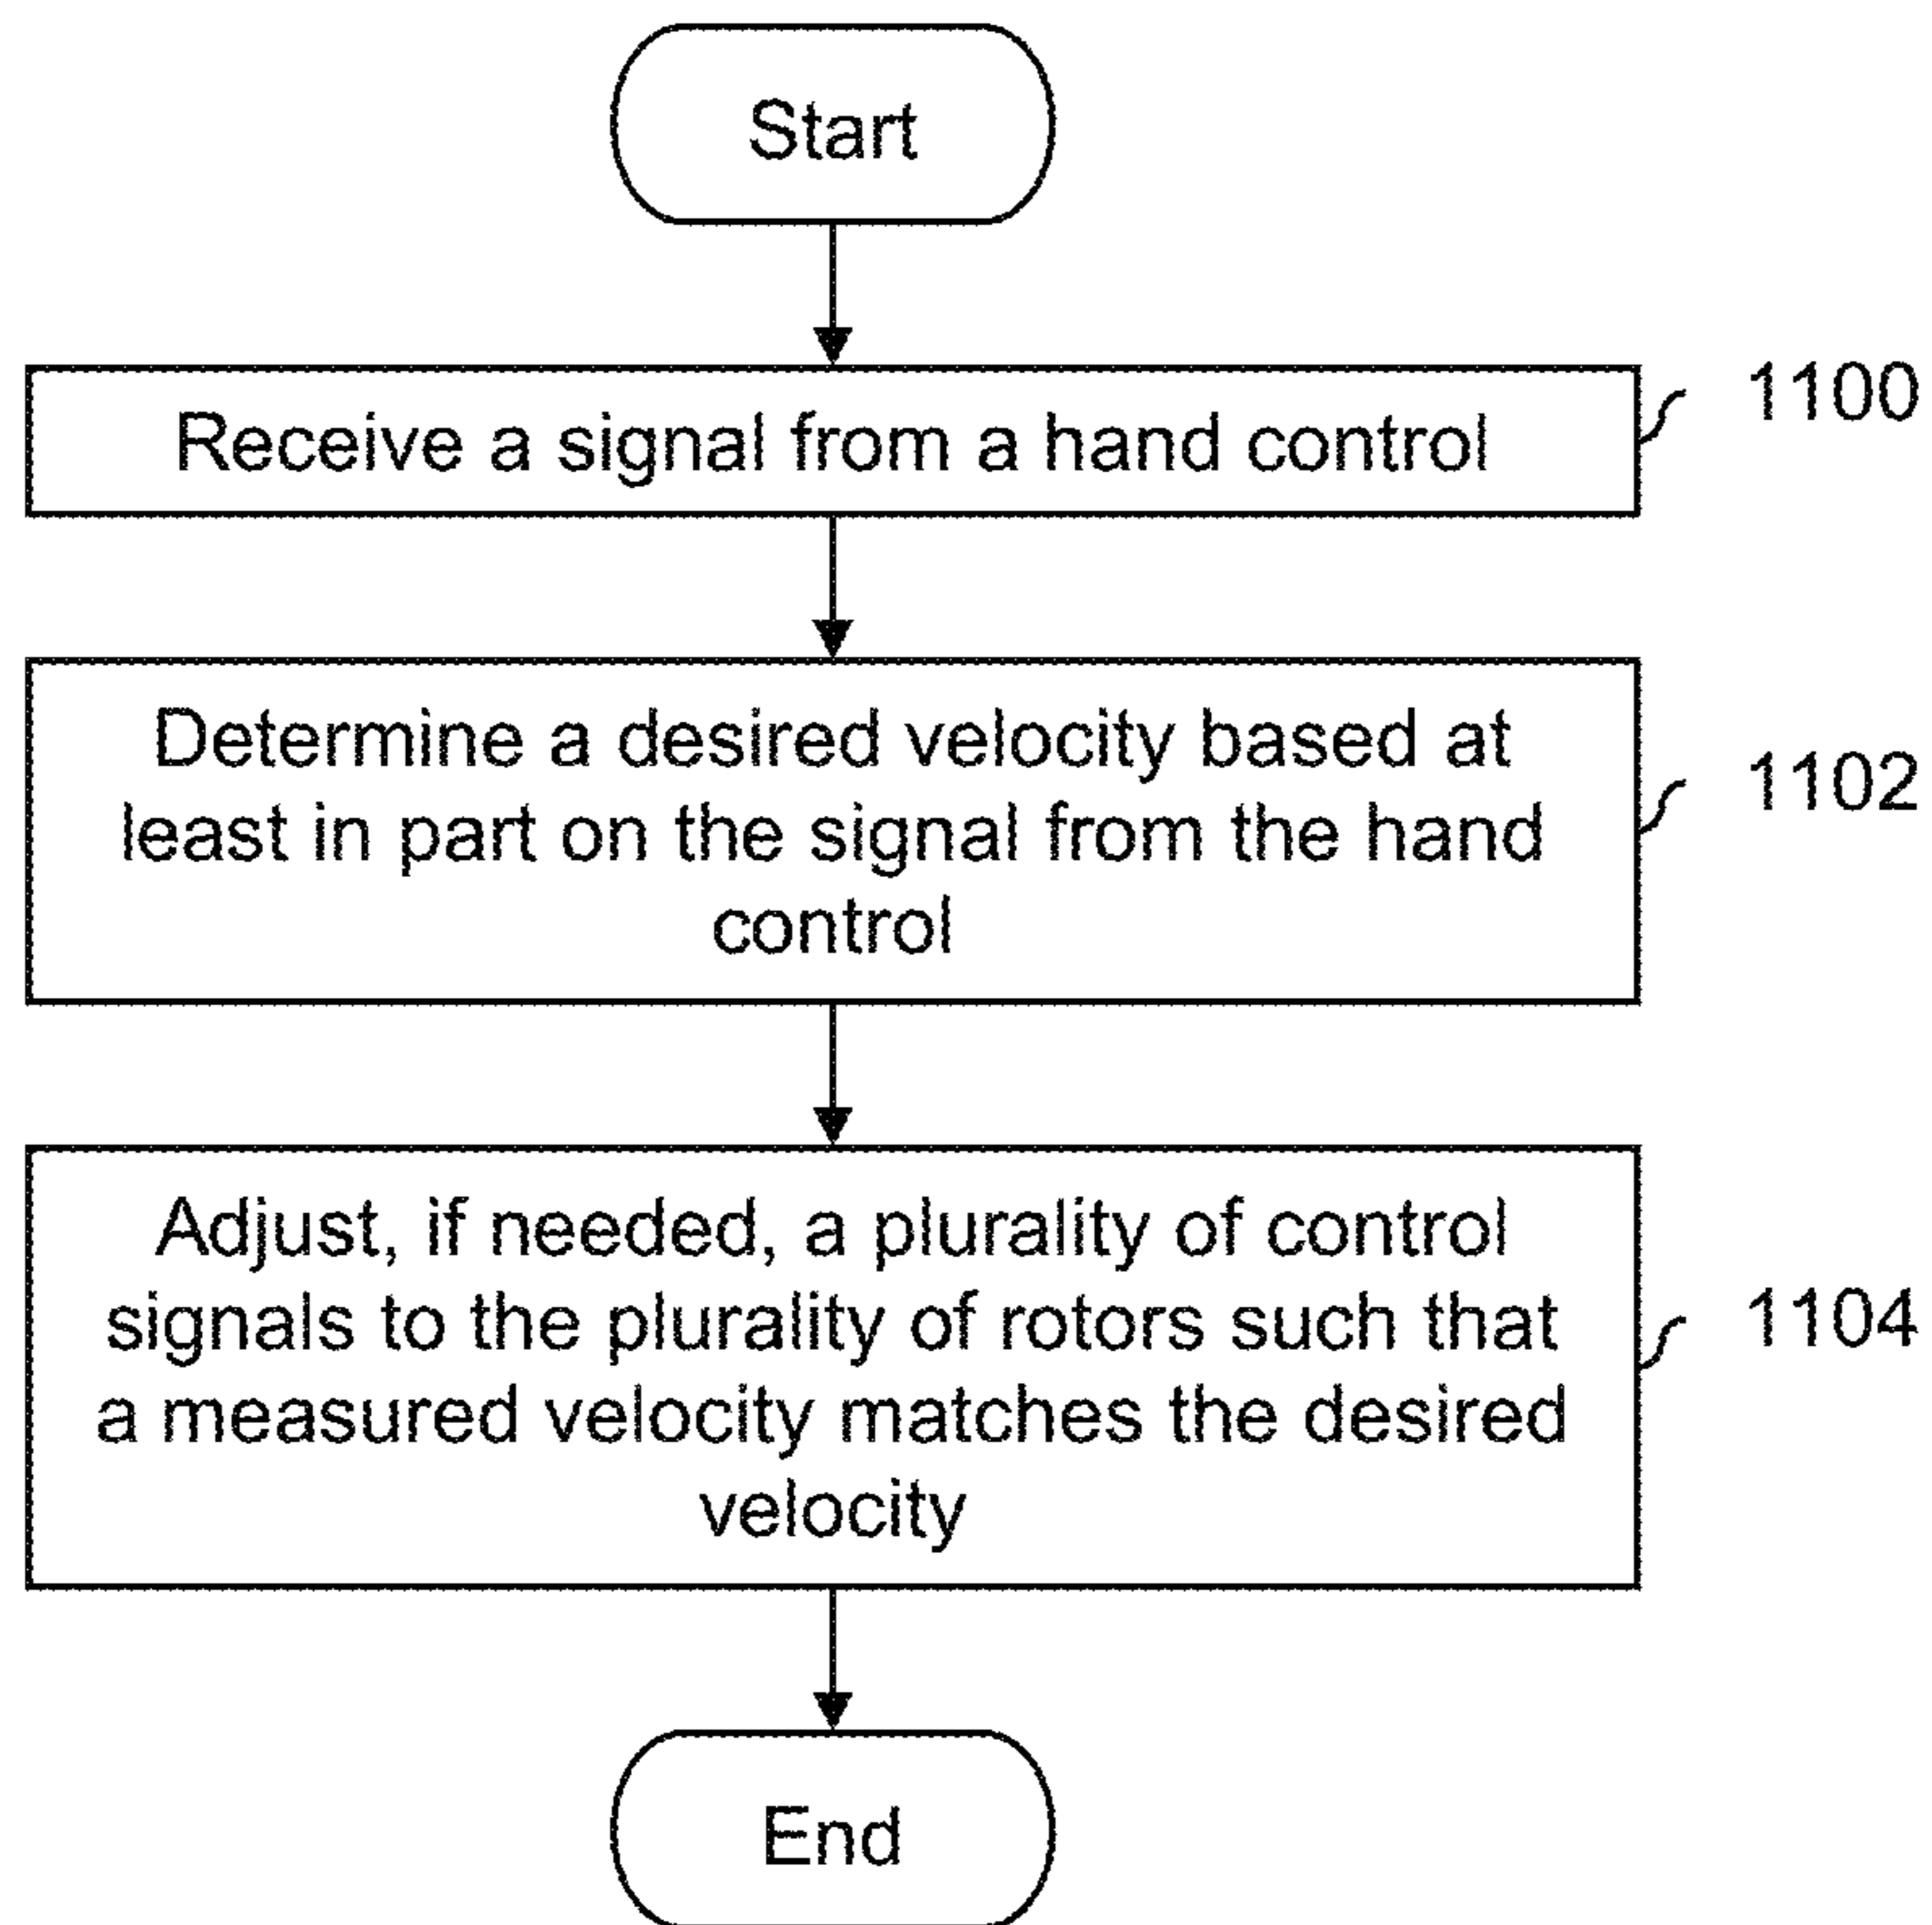 Start
Receive a signal from a hand control
1100
Determine a desired velocity based at
least in part on the signal from the hand
control
1102
Adjust, if needed, a plurality of control
signals to the plurality of rotors such that
a measured velocity matches the desired
velocity
1104
End